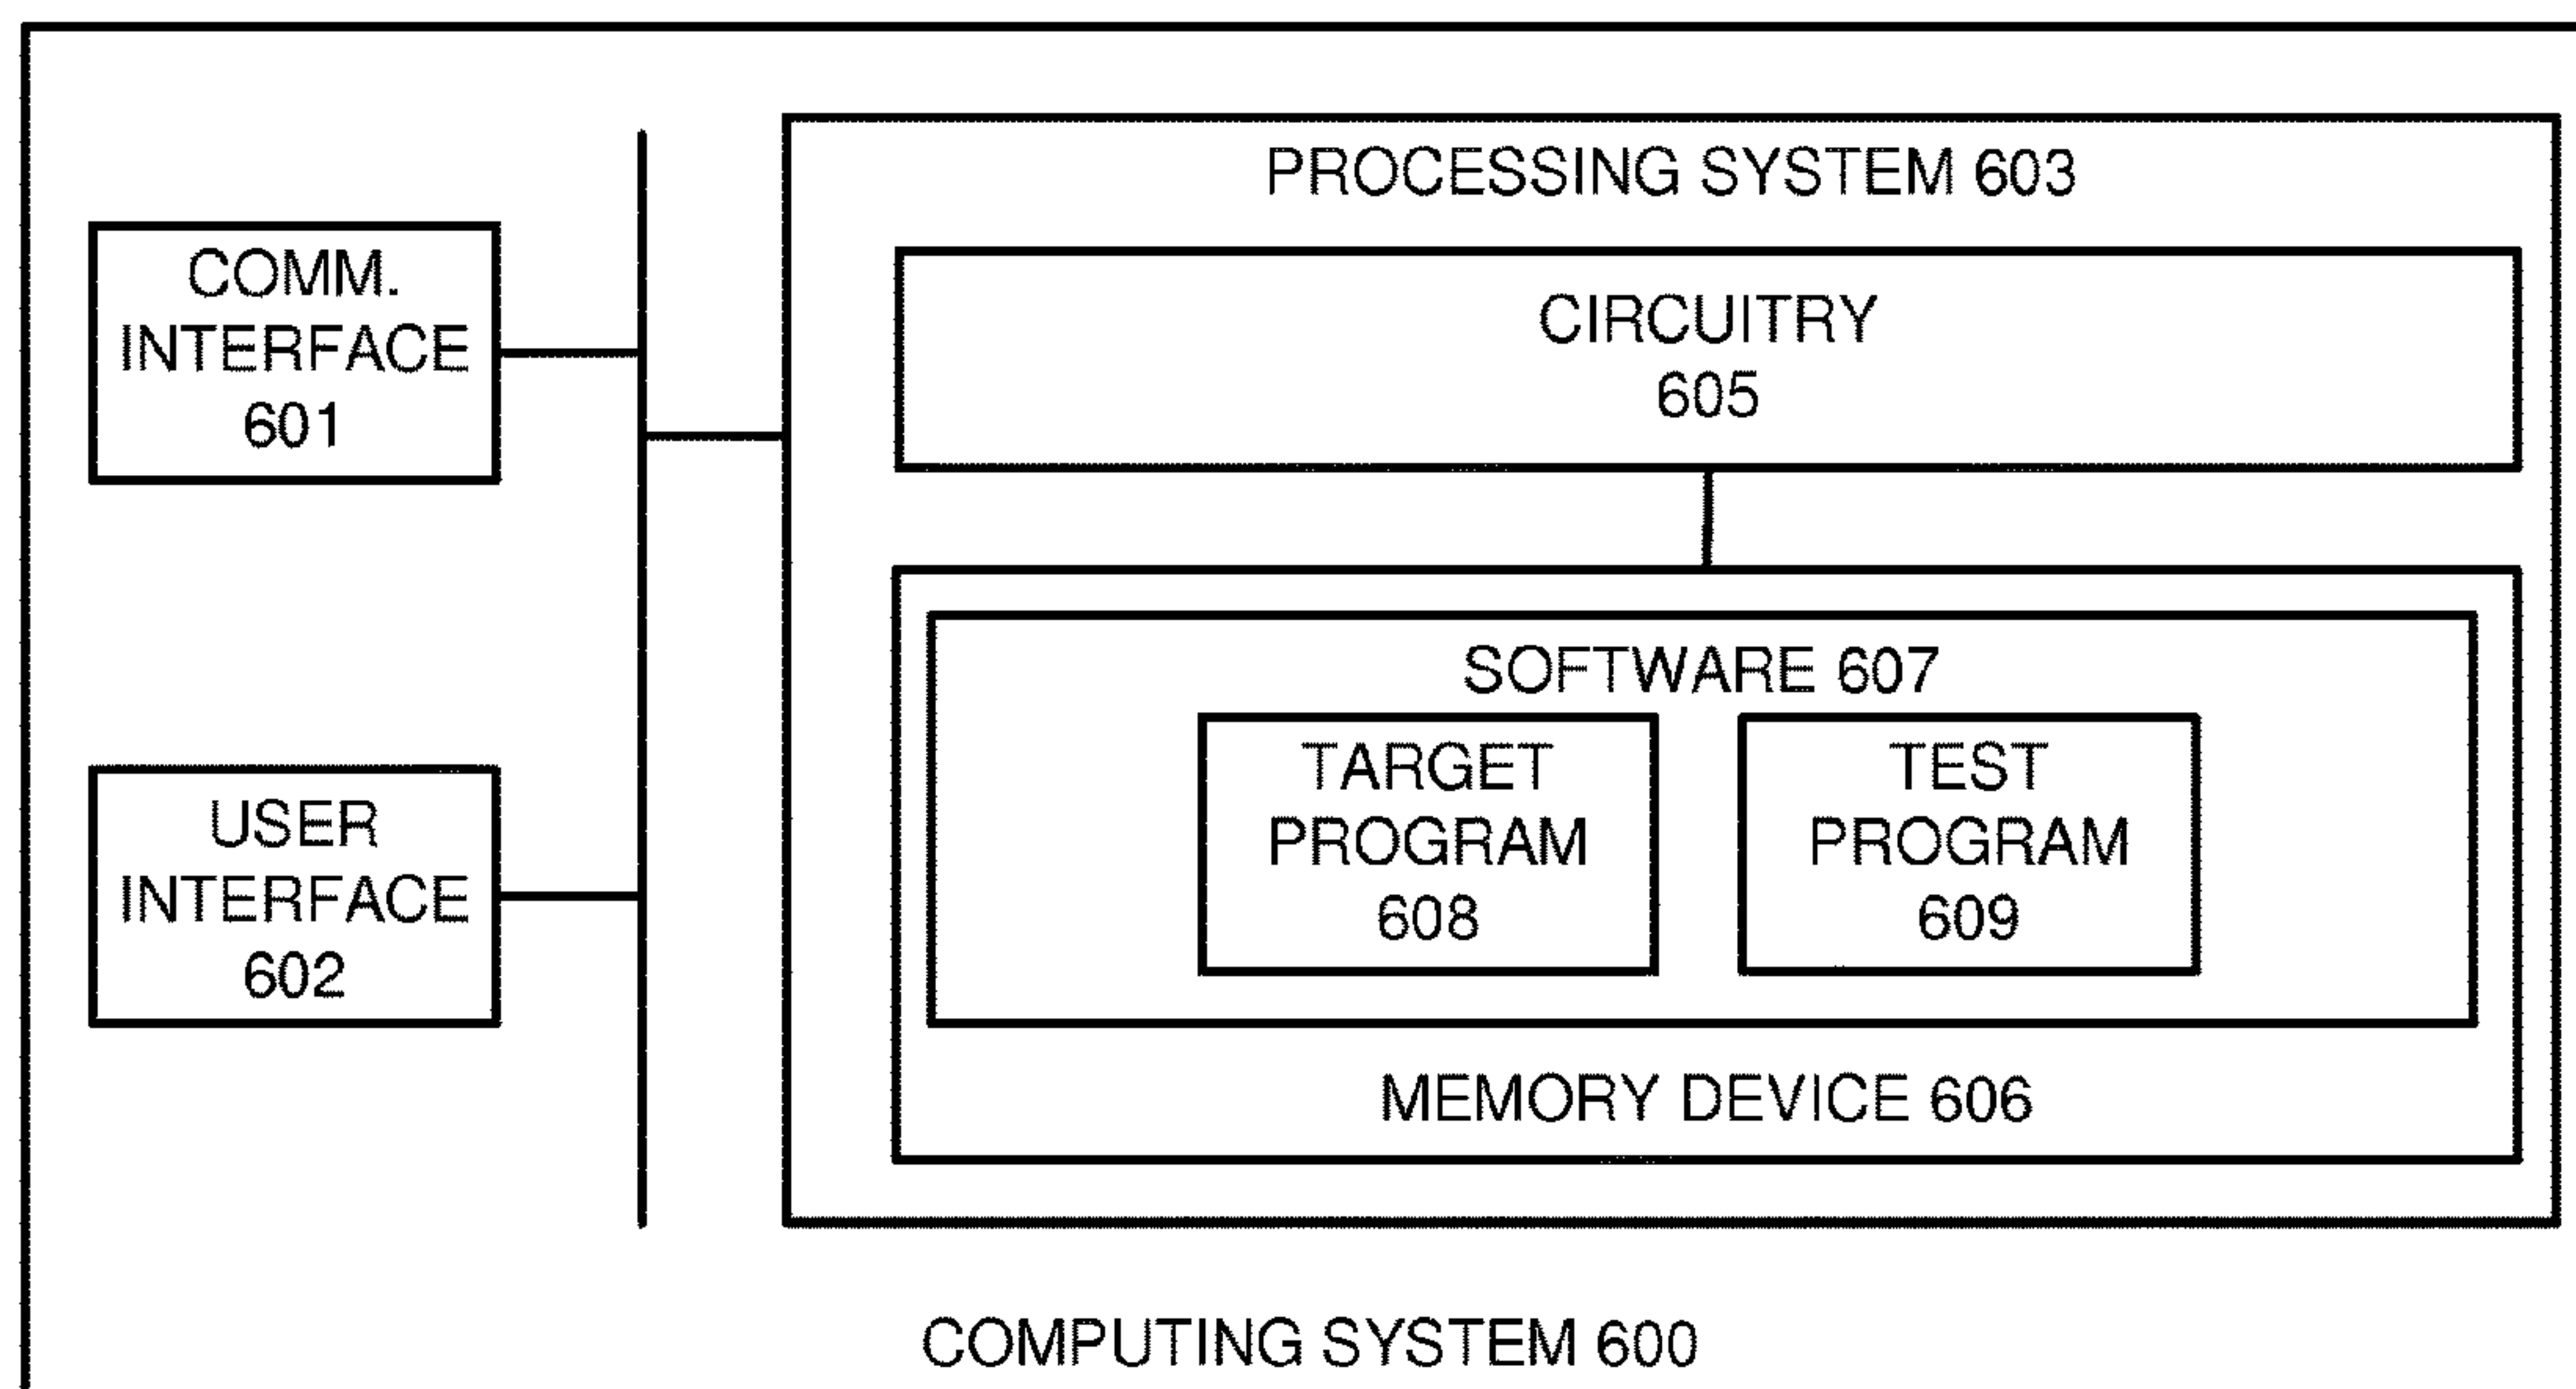 PROCESSING SYSTEM 603
COMM.
INTERFACE
601
CIRCUITRY
605
SOFTWARE 607
TARGET
PROGRAM
608
TEST
PROGRAM
609
USER
INTERFACE
602
MEMORY DEVICE 606
COMPUTING SYSTEM 600